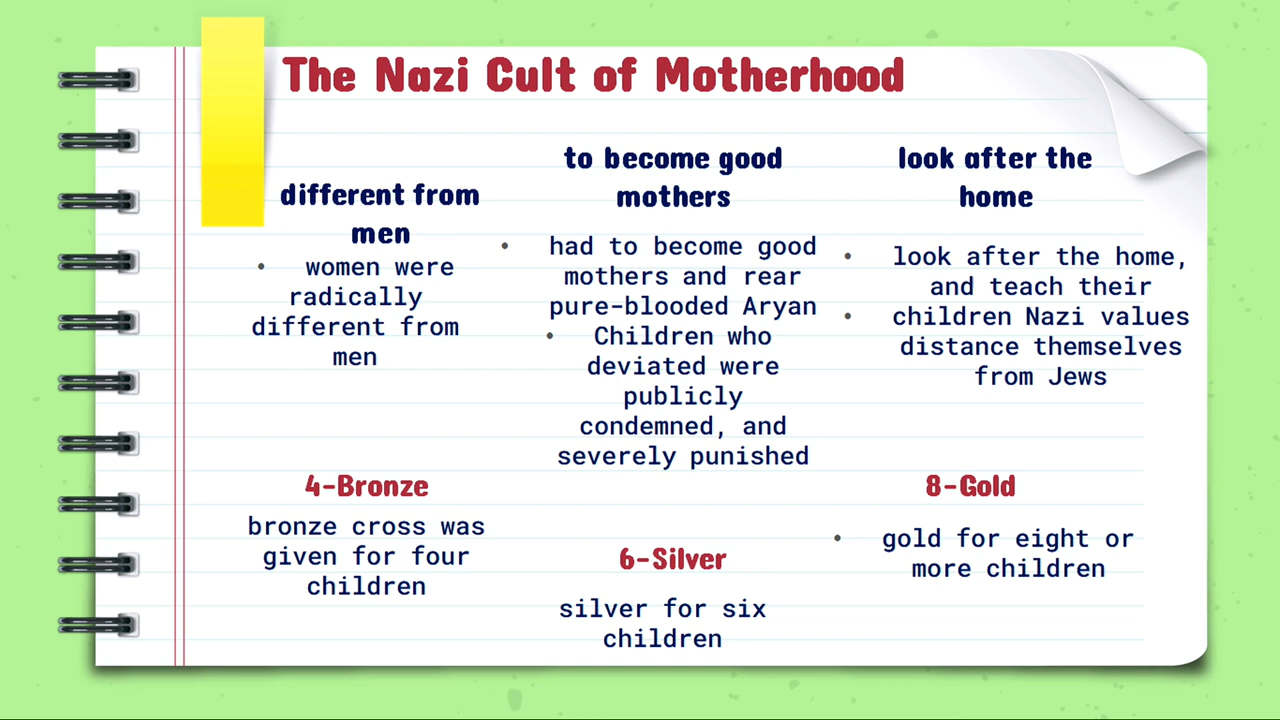 The Nazi Cult of Motherhood
different from
men
• women were
radically
different from
men
to become good
mothers
• had to become good
mothers and rear
pure-blooded Aryan
• Children who
deviated were
publicly
condemned, and
severely punished
look after the
home
• look after the home,
and teach their
• children Nazi values
distance themselves
from Jews
4-Bronze
bronze cross was
given for four
children
6-Silver
silver for six
children
8-Gold
• gold for eight or
more children